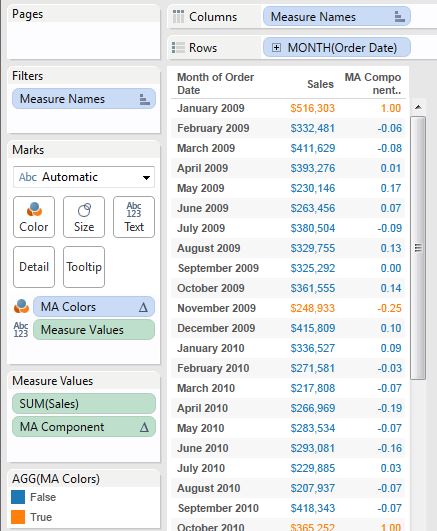 Pages
Columns
Measure Names
Rows
MONTH(Order Date)
Filters
Measure Names
Marks
Abc Automatic
Color
Size
Abc
123
Text
Detail
Tooltip
MA Colors Δ
Abc
123
Measure Values
Measure Values
SUM(Sales)
MA Component Δ
AGG(MA Colors)
False
True
Month of Order
Date
Sales
MA Compo
nent..
January 2009 $516,303 1.00
February 2009 $332,481 -0.06
March 2009 $411,629 -0.08
April 2009 $393,276 0.01
May 2009 $230,146 0.17
June 2009 $263,456 0.07
July 2009 $380,504 -0.09
August 2009 $329,755 0.13
September 2009 $325,292 0.00
October 2009 $361,555 0.14
November 2009 $248,933 -0.25
December 2009 $415,809 0.10
January 2010 $336,527 0.09
February 2010 $271,581 -0.03
March 2010 $217,808 -0.07
April 2010 $266,969 -0.19
May 2010 $283,534 -0.07
June 2010 $293,081 -0.16
July 2010 $229,885 0.03
August 2010 $207,937 -0.07
September 2010 $418,343 -0.07
October 2010 $365,252 1.00